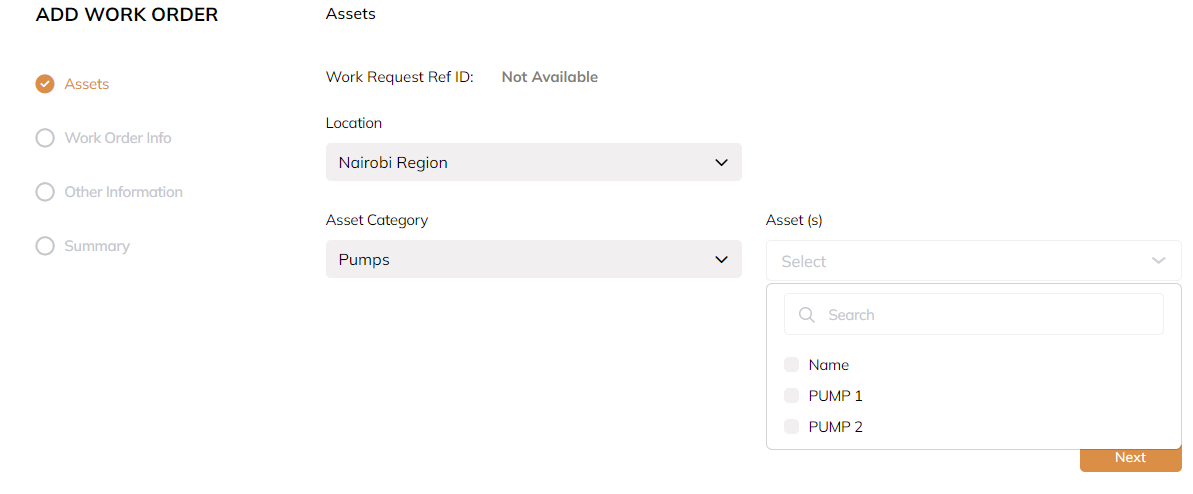 ADD WORK ORDER
Assets
Work Order Info
Other Information
Summary
Assets
Work Request Ref ID: Not Available
Location
Nairobi Region
Asset Category
Pumps
Asset (s)
Select
Search
Name
PUMP 1
PUMP 2
Next